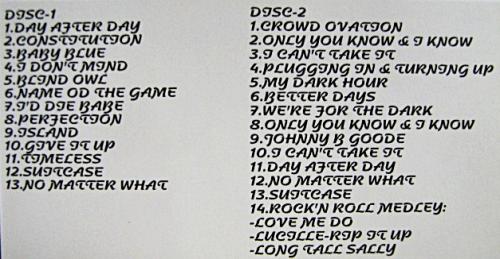 DISC-1
1.DAY AFTER DAY
2.CONSTITUTION
3.BABY BLUE
4.I DON'T MIND
5.BLIND OWL
6.NAME OD THE GAME
7.I'D DIE BABE
8.PERFECTION
9.ISLAND
10.GIVE IT UP
11.TIMELESS
12.SUITCASE
13.NO MATTER WHAT
DISC-2
1.CROWD OVATION
2.ONLY YOU KNOW & I KNOW
3.I CAN'T TAKE IT
4.PLUGGING IN & TURNING UP
5.MY DARK HOUR
6.BETTER DAYS
7.WE'RE FOR THE DARK
8.ONLY YOU KNOW & I KNOW
9.JOHNNY B GOODE
10.I CAN'T TAKE IT
11.DAY AFTER DAY
12.NO MATTER WHAT
13.SUITCASE
14.ROCK'N ROLL MEDLEY:
-LOVE ME DO
-LUCILLE-RIP IT UP
-LONG TALL SALLY